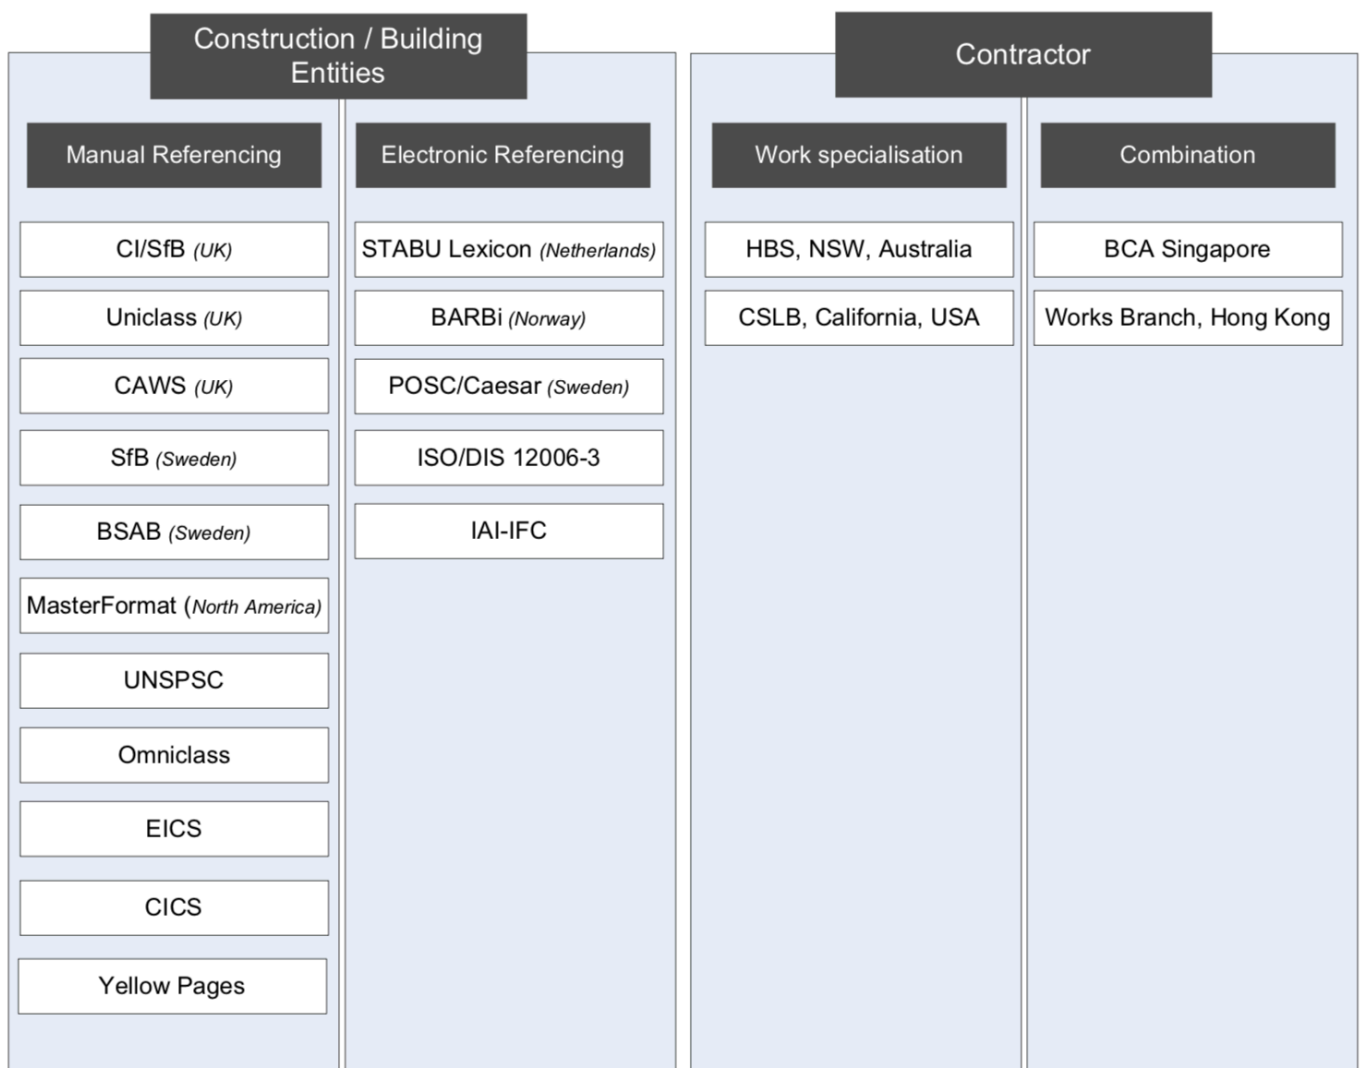 Construction / Building
Entities
Manual Referencing
CI/SfB (UK)
Uniclass (UK)
CAWS (UK)
SfB (Sweden)
BSAB (Sweden)
MasterFormat (North America)
UNSPSC
Omniclass
EICS
CICS
Yellow Pages
Electronic Referencing
STABU Lexicon (Netherlands)
BARBi (Norway)
POSC/Caesar (Sweden)
ISO/DIS 12006-3
IAI-IFC
Contractor
Work specialisation
HBS, NSW, Australia
CSLB, California, USA
Combination
BCA Singapore
Works Branch, Hong Kong